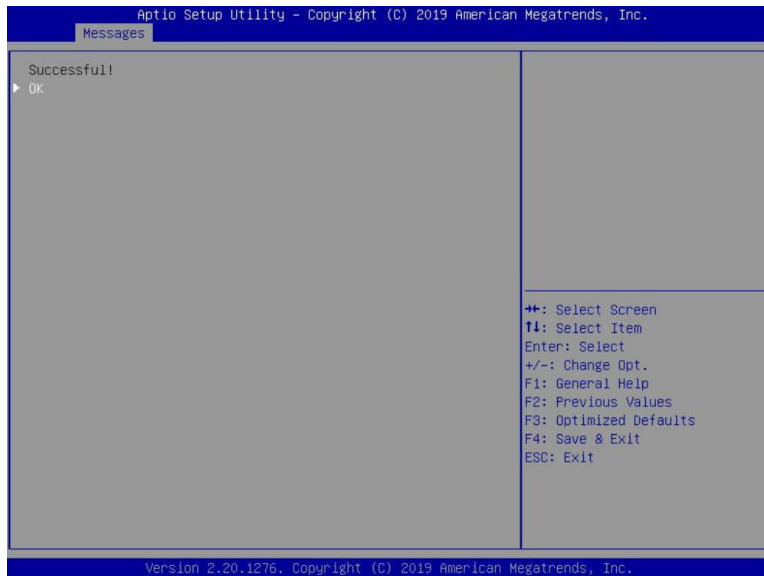 Aptio Setup Utility – Copyright (C) 2019 American Megatrends, Inc.
Messages
Successful!
▶ OK
→←: Select Screen
↑↓: Select Item
Enter: Select
+/-: Change Opt.
F1: General Help
F2: Previous Values
F3: Optimized Defaults
F4: Save & Exit
ESC: Exit
Version 2.20.1276. Copyright (C) 2019 American Megatrends, Inc.